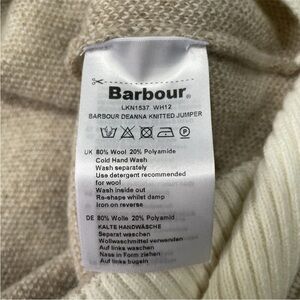 Barbour
LKN1537 WH12
BARBOUR DEANNA KNITTED JUMPER
UK 80% Wool 20% Polyamide
Cold Hand Wash
Wash separately
Use detergent recommended
for wool
Wash inside out
Re-shape whilst damp
Iron on reverse
DE 80% Wolle 20% Polyamid
KALTE HANDWÄSCHE
Separat waschen
Wollwaschmittel verwenden
Auf links waschen
Nass in Form ziehen
Auf links bügeln